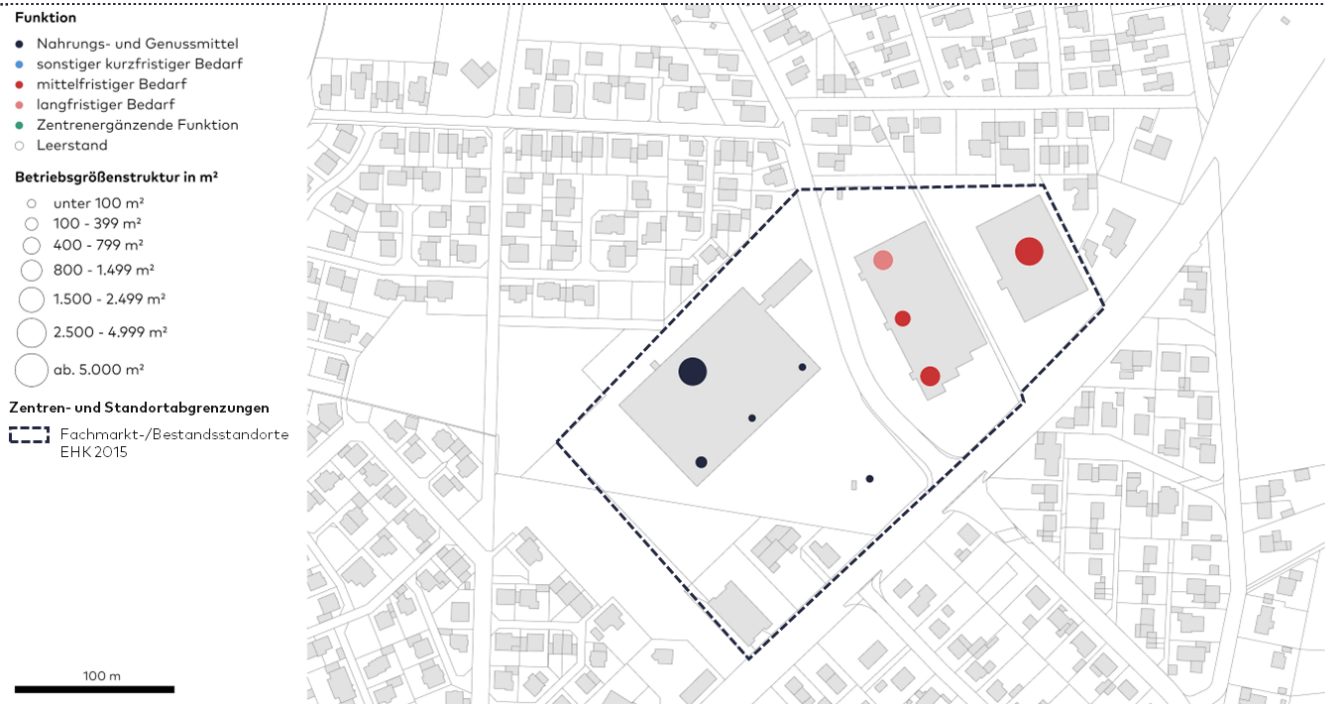 Funktion
Nahrungs- und Genussmittel
sonstiger kurzfristiger Bedarf
mittelfristiger Bedarf
langfristiger Bedarf
Zentrenergänzende Funktion
Leerstand
Betriebsgrößenstruktur in m²
unter 100 m²
100 - 399 m²
400 - 799 m²
800 - 1.499 m²
1.500 - 2.499 m²
2.500 - 4.999 m²
ab. 5.000 m²
Zentren- und Standortabgrenzungen
Fachmarkt-/Bestandsstandorte
EHK 2015
100 m